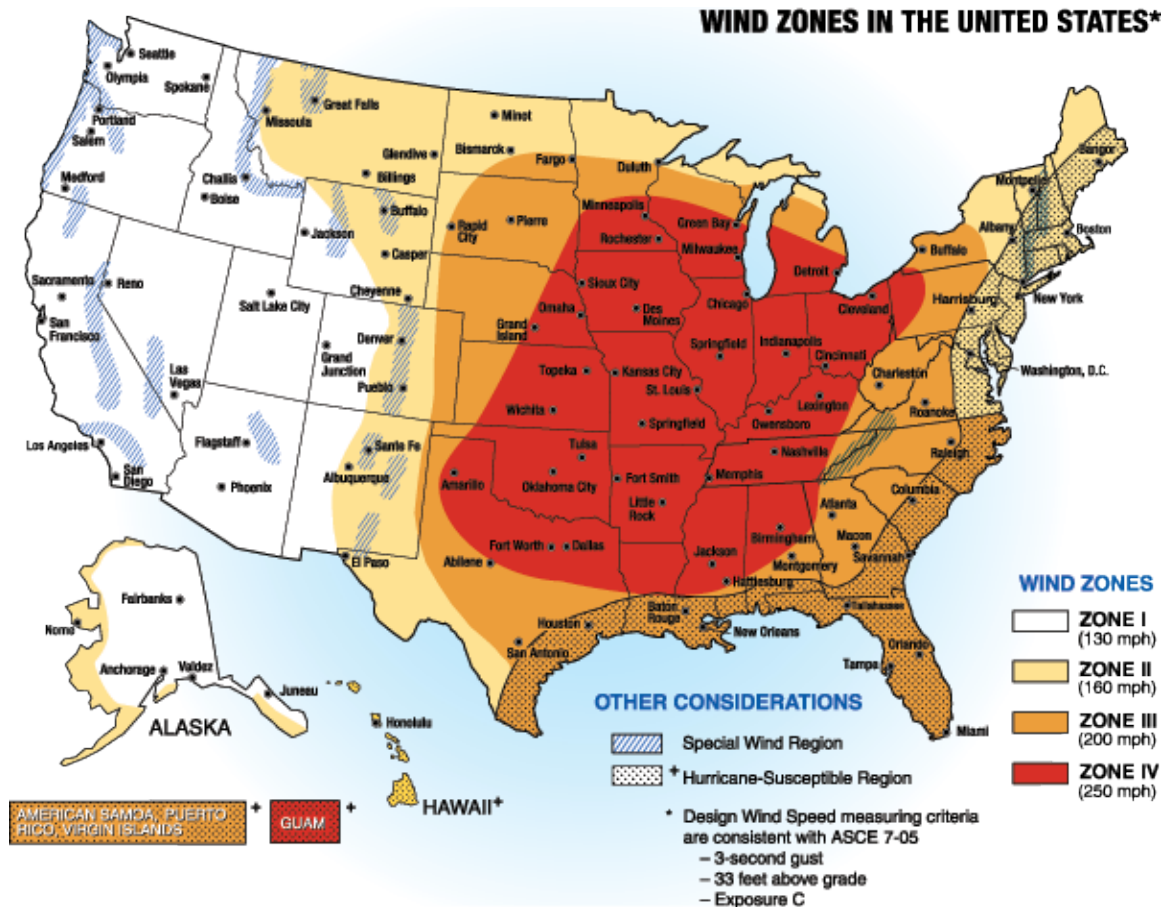 WIND ZONES IN THE UNITED STATES*
Seattle
Olympia
Spokane
Portland
Salem
Medford
Missoula
Great Falls
Glendive
Billings
Challis
Boise
Minot
Bismarck
Fargo
Duluth
Buffalo
Jackson
Casper
Cheyenne
Rapid
City
Pierre
Minneapolis
Rochester
Green Bay
Milwaukee
Bangor
Montpelier
Albany
Boston
Buffalo
Detroit
Cleveland
Harrisburg
New York
Washington, D.C.
Sacramento
Reno
San
Francisco
Salt Lake City
Las
Vegas
Grand
Junction
Denver
Pueblo
Sioux City
Omaha
Des
Moines
Grand
Island
Chicago
Springfield
Indianapolis
Cincinnati
Topeka
Kansas City
St. Louis
Charleston
Lexington
Owensboro
Roanoke
Wichita
Springfield
Los Angeles
San
Diego
Flagstaff
Phoenix
Sante Fe
Albuquerque
El Paso
Tulsa
Amarillo
Oklahoma City
Fort Smith
Little
Rock
Memphis
Nashville
Raleigh
Columbia
Atlanta
Macon
Savannah
Birmingham
Montgomery
Fort Worth
Dallas
Abilene
Jackson
Hattiesburg
Baton
Rouge
New Orleans
Houston
San Antonio
Tallahassee
Orlando
Tampa
Miami
Fairbanks
Nome
Anchorage
Valdez
Juneau
ALASKA
Honolulu
HAWAII+
AMERICAN SAMOA, PUERTO
RICO, VIRGIN ISLANDS
+
GUAM
+
WIND ZONES
ZONE I
(130 mph)
ZONE II
(160 mph)
ZONE III
(200 mph)
ZONE IV
(250 mph)
OTHER CONSIDERATIONS
Special Wind Region
+Hurricane-Susceptible Region
* Design Wind Speed measuring criteria
are consistent with ASCE 7-05
– 3-second gust
– 33 feet above grade
– Exposure C